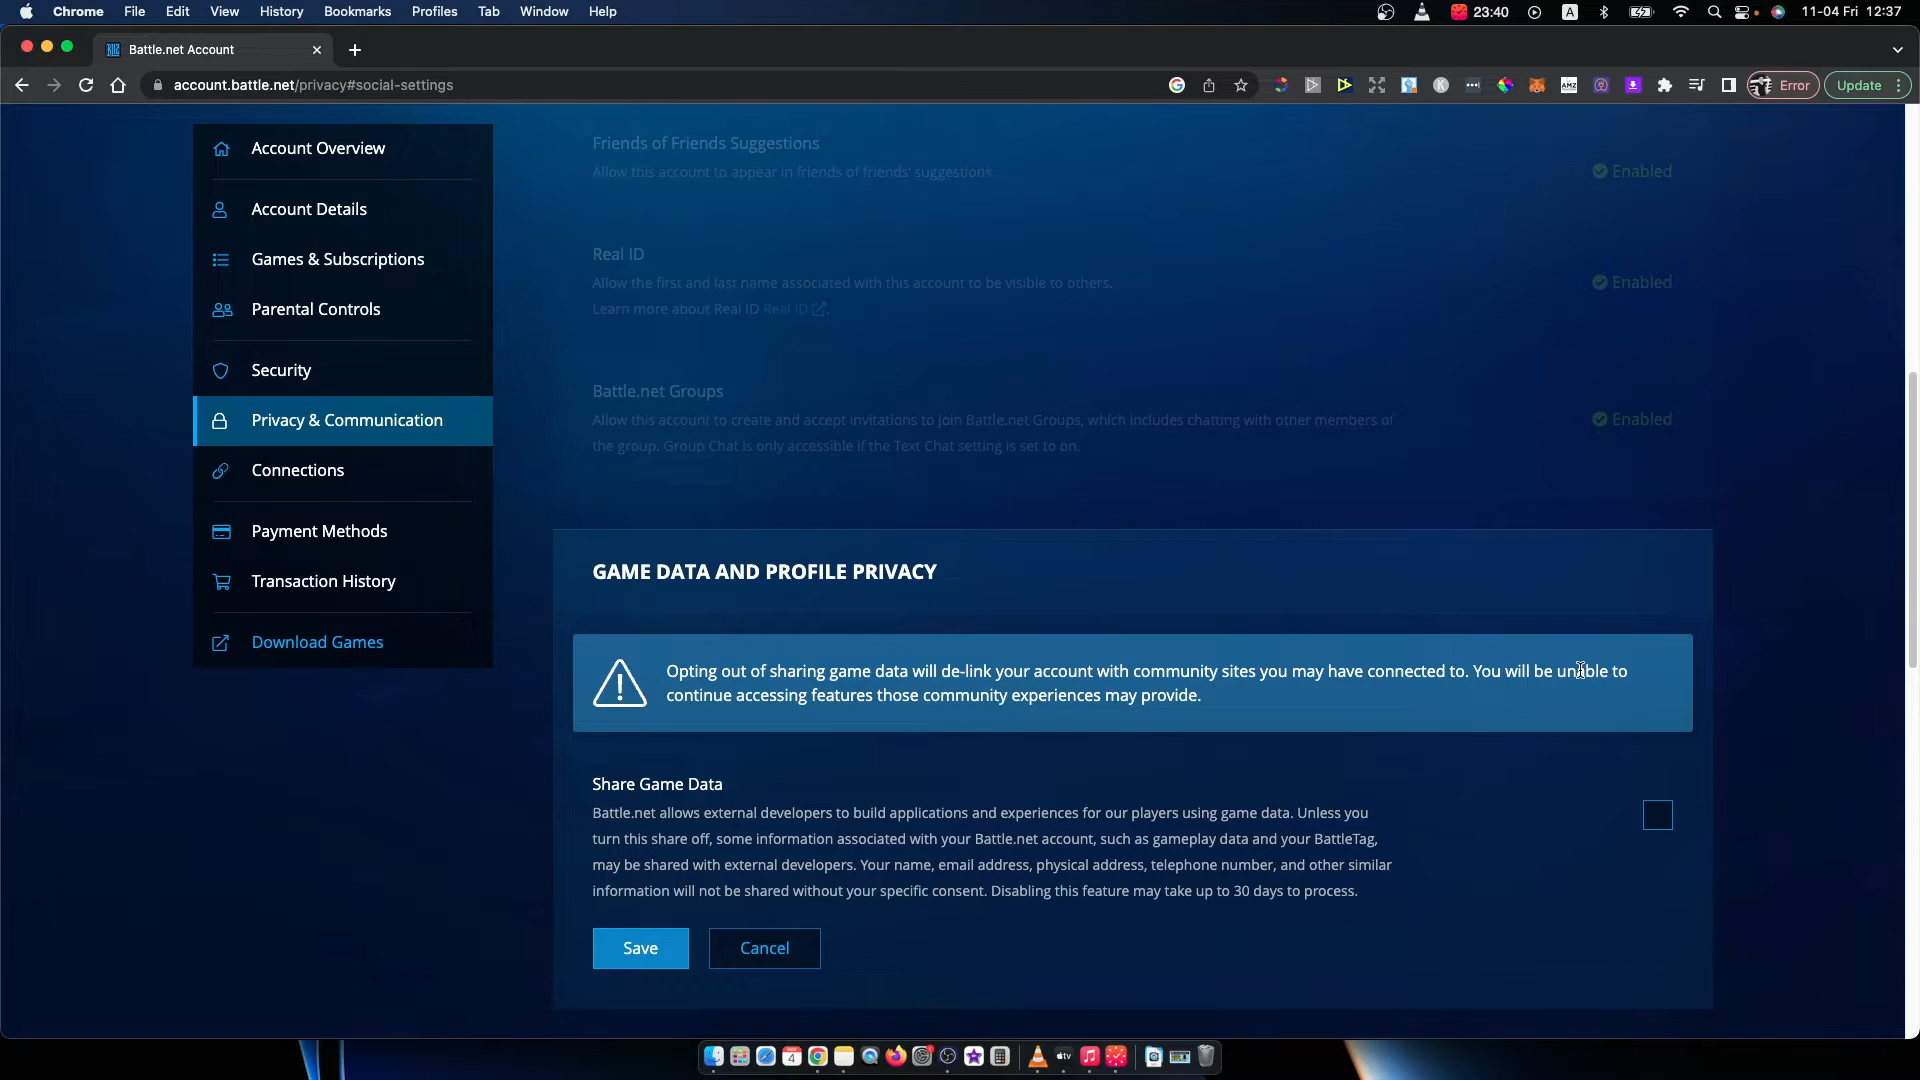 Chrome File Edit View History Bookmarks Profiles Tab Window Help
23:40 A 11-04 Fri 12:37
Battle.net Account
account.battle.net/privacy#social-settings
Error Update
Account Overview
Account Details
Games & Subscriptions
Parental Controls
Security
Privacy & Communication
Connections
Payment Methods
Transaction History
Download Games
Friends of Friends Suggestions
Allow this account to appear in friends of friends' suggestions.
Enabled
Real ID
Allow the first and last name associated with this account to be visible to others.
Enabled
Learn more about Real ID Real ID.
Battle.net Groups
Allow this account to create and accept invitations to join Battle.net Groups, which includes chatting with other members of
the group. Group Chat is only accessible if the Text Chat setting is set to on.
Enabled
GAME DATA AND PROFILE PRIVACY
Opting out of sharing game data will de-link your account with community sites you may have connected to. You will be unable to
continue accessing features those community experiences may provide.
Share Game Data
Battle.net allows external developers to build applications and experiences for our players using game data. Unless you
turn this share off, some information associated with your Battle.net account, such as gameplay data and your BattleTag,
may be shared with external developers. Your name, email address, physical address, telephone number, and other similar
information will not be shared without your specific consent. Disabling this feature may take up to 30 days to process.
Save Cancel